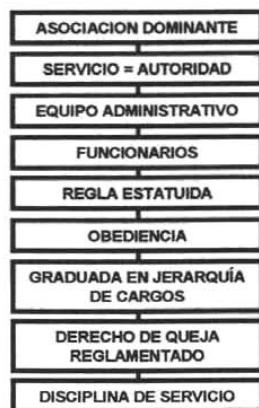 ASOCIACION DOMINANTE
SERVICIO = AUTORIDAD
EQUIPO ADMINISTRATIVO
FUNCIONARIOS
REGLA ESTATUIDA
OBEDIENCIA
GRADUADA EN JERARQUÍA
DE CARGOS
DERECHO DE QUEJA
REGLAMENTADO
DISCIPLINA DE SERVICIO